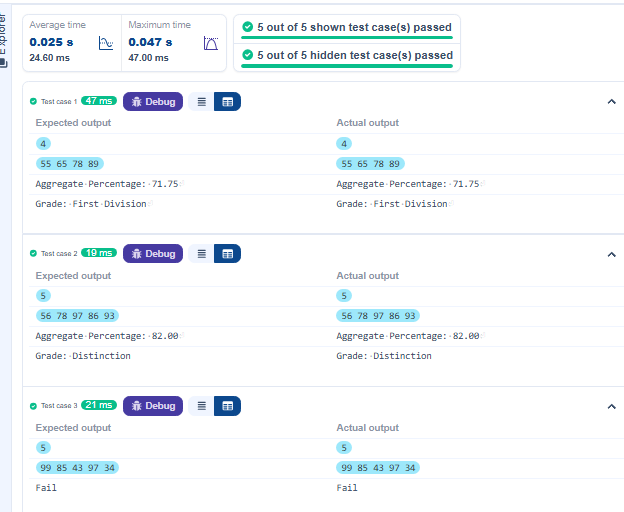 Explorer
Average time
0.025 s
24.60 ms
Maximum time
0.047 s
47.00 ms
5 out of 5 shown test case(s) passed
5 out of 5 hidden test case(s) passed
Test case 1 47 ms Debug
Expected output Actual output
4 4
55 65 78 89 55 65 78 89
Aggregate·Percentage:·71.75 Aggregate·Percentage:·71.75
Grade:·First·Division Grade:·First·Division
Test case 2 19 ms Debug
Expected output Actual output
5 5
56 78 97 86 93 56 78 97 86 93
Aggregate·Percentage:·82.00 Aggregate·Percentage:·82.00
Grade:·Distinction Grade:·Distinction
Test case 3 21 ms Debug
Expected output Actual output
5 5
99 85 43 97 34 99 85 43 97 34
Fail Fail